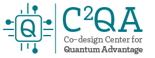 Q
C²QA
Co-design Center for
Quantum Advantage